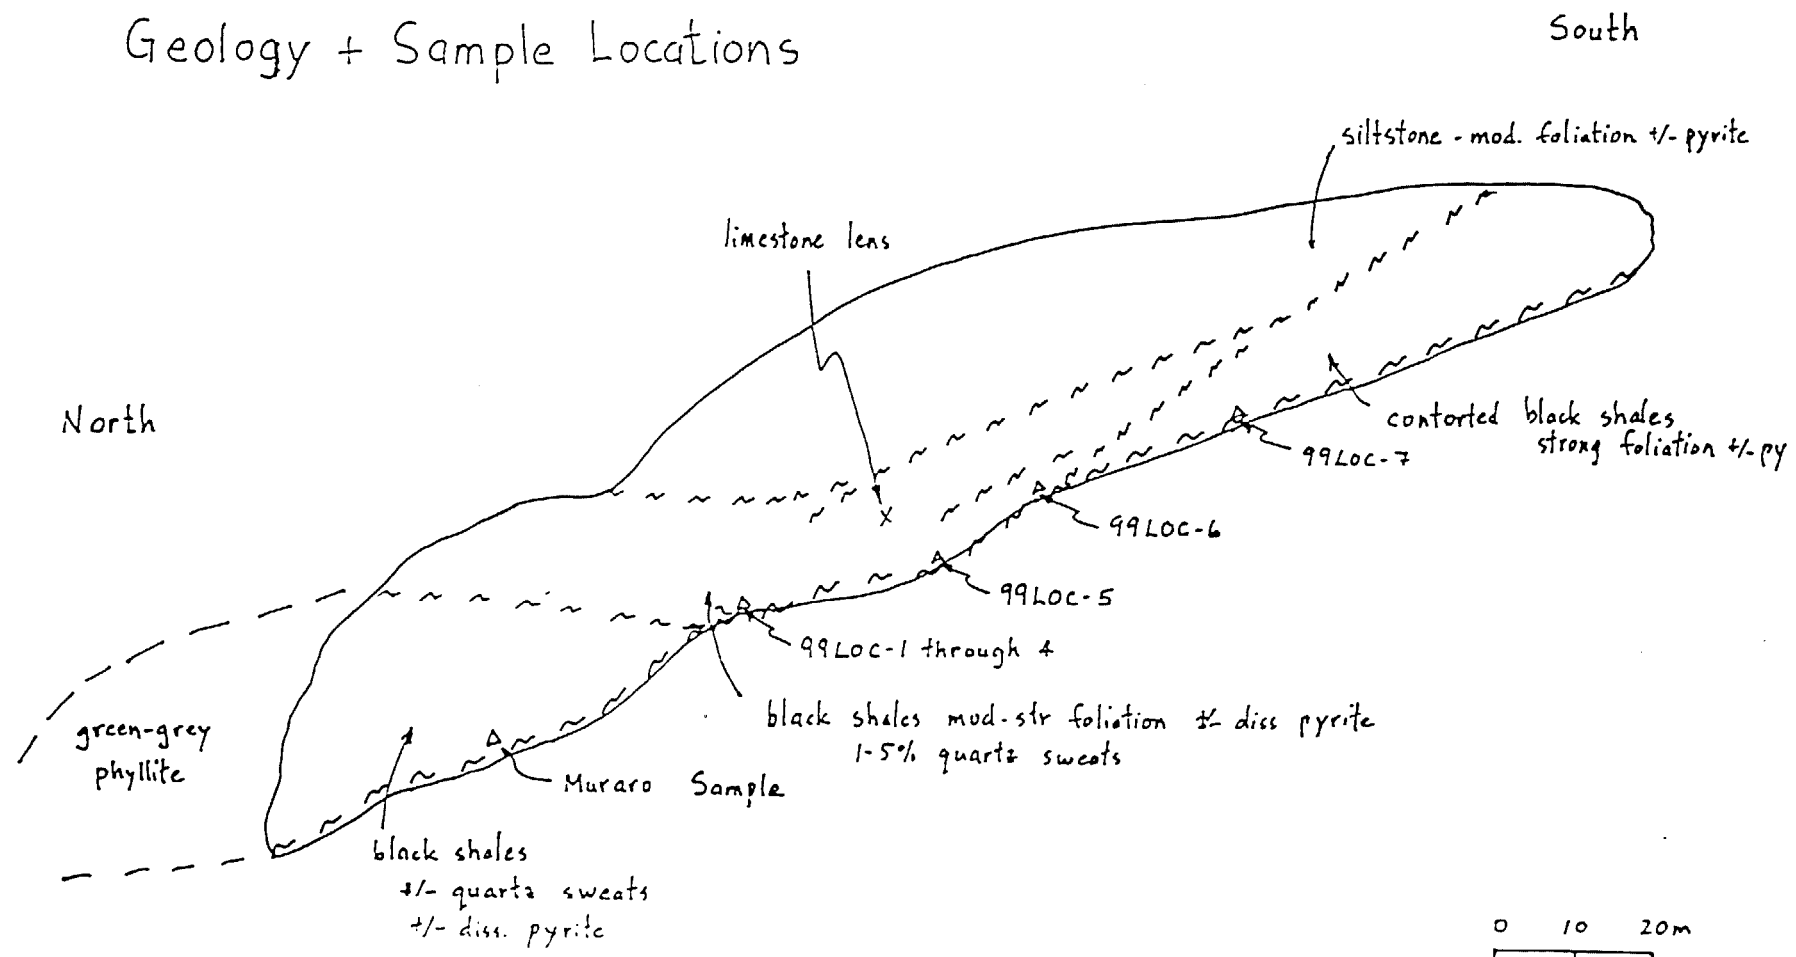 Geology + Sample Locations
South
siltstone - mod. foliation +/- pyrite
limestone lens
North
contorted black shales
strong foliation +/- py
99LOC-7
99LOC-6
99LOC-5
99LOC-1 through 4
black shales mod-str foliation +/- diss pyrite
1-5% quartz sweats
green-grey
phyllite
Muraro Sample
black shales
+/- quartz sweats
+/- diss. pyrite
0 10 20m